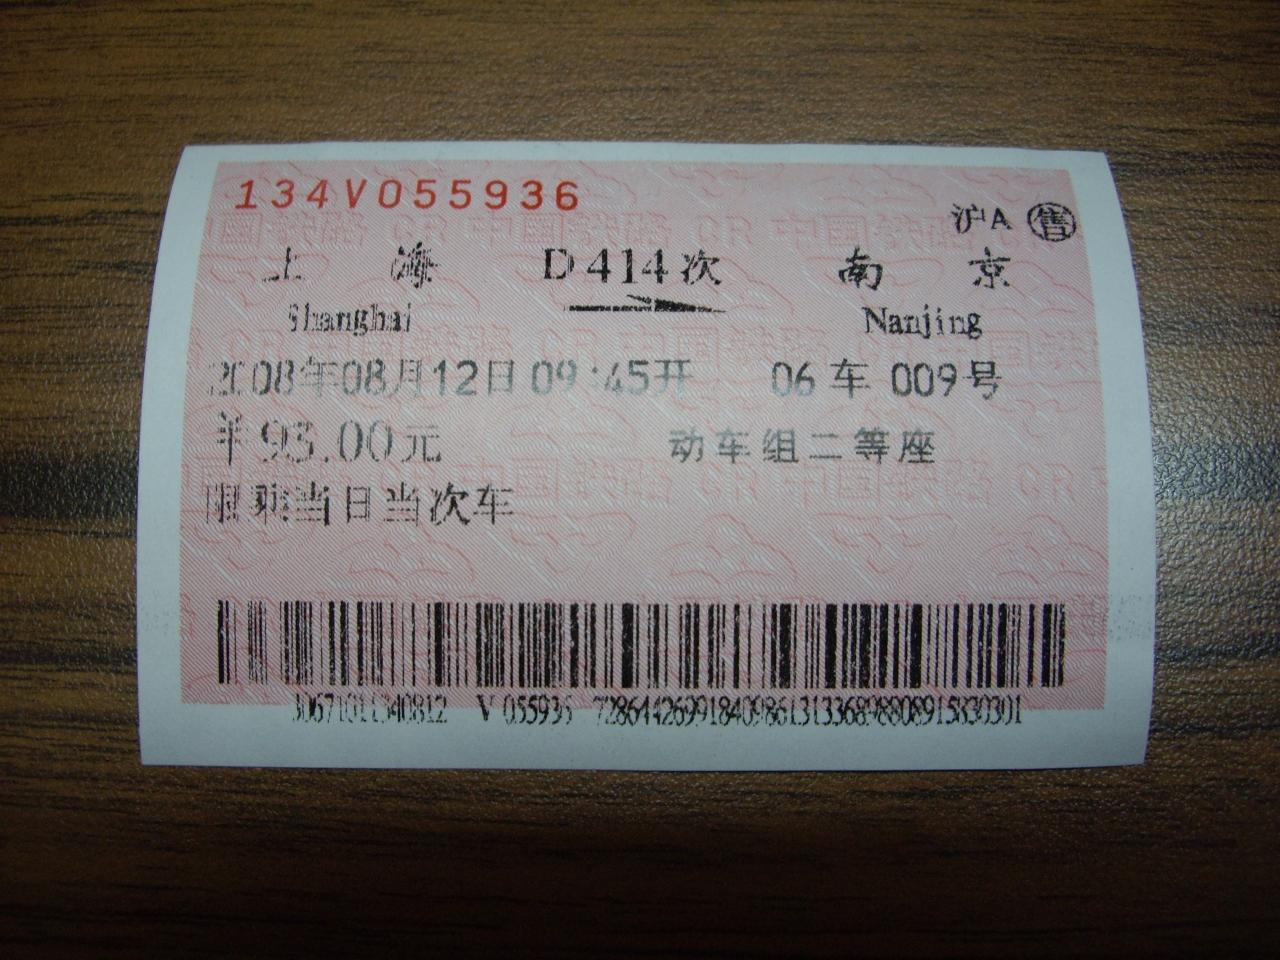 134V055936
沪A 售
上海 D414次 南京
Shanghai Nanjing
2008年08月12日09:45开 06车009号
¥93.00元 动车组二等座
限乘当日当次车
V 055936